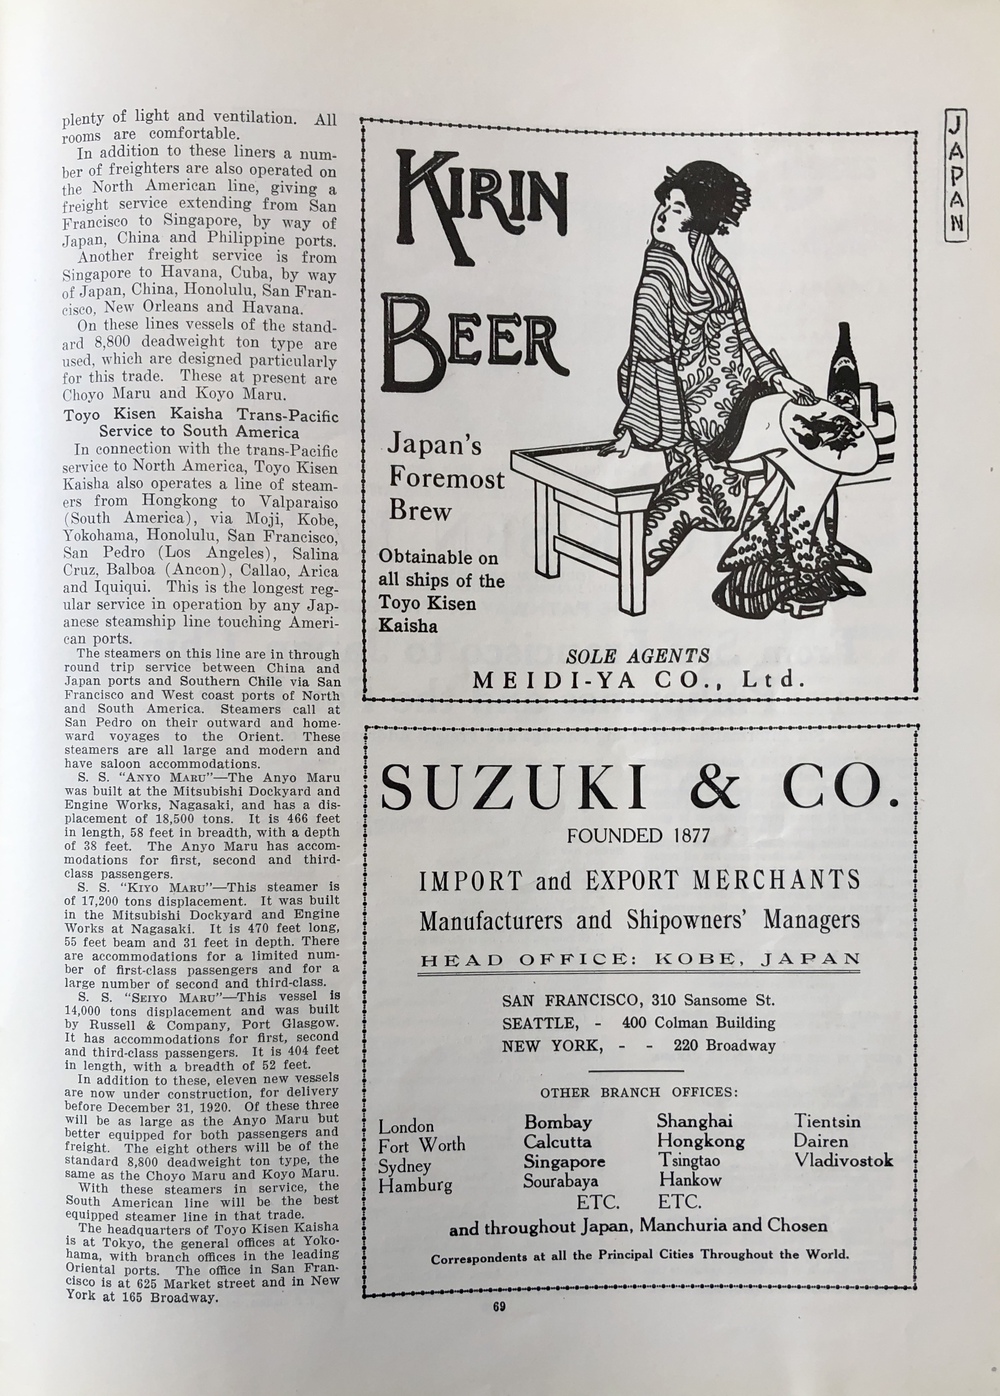 plenty of light and ventilation. All
rooms are comfortable.
In addition to these liners a num-
ber of freighters are also operated on
the North American line, giving a
freight service extending from San
Francisco to Singapore, by way of
Japan, China and Philippine ports.
Another freight service is from
Singapore to Havana, Cuba, by way
of Japan, China, Honolulu, San Fran-
cisco, New Orleans and Havana.
On these lines vessels of the stand-
ard 8,800 deadweight ton type are
used, which are designed particularly
for this trade. These at present are
Choyo Maru and Koyo Maru.
Toyo Kisen Kaisha Trans-Pacific
Service to South America
In connection with the trans-Pacific
service to North America, Toyo Kisen
Kaisha also operates a line of steam-
ers from Hongkong to Valparaiso
(South America), via Moji, Kobe,
Yokohama, Honolulu, San Francisco,
San Pedro (Los Angeles), Salina
Cruz, Balboa (Ancon), Callao, Arica
and Iquiqui. This is the longest reg-
ular service in operation by any Jap-
anese steamship line touching Ameri-
can ports.
The steamers on this line are in through
round trip service between China and
Japan ports and Southern Chile via San
Francisco and West coast ports of North
and South America. Steamers call at
San Pedro on their outward and home-
ward voyages to the Orient. These
steamers are all large and modern and
have saloon accommodations.
S. S. "ANYO MARU"—The Anyo Maru
was built at the Mitsubishi Dockyard and
Engine Works, Nagasaki, and has a dis-
placement of 18,500 tons. It is 466 feet
in length, 58 feet in breadth, with a depth
of 38 feet. The Anyo Maru has accom-
modations for first, second and third-
class passengers.
S. S. "KIYO MARU"—This steamer is
of 17,200 tons displacement. It was built
in the Mitsubishi Dockyard and Engine
Works at Nagasaki. It is 470 feet long,
55 feet beam and 31 feet in depth. There
are accommodations for a limited num-
ber of first-class passengers and for a
large number of second and third-class.
S. S. "SEIYO MARU"—This vessel is
14,000 tons displacement and was built
by Russell & Company, Port Glasgow.
It has accommodations for first, second
and third-class passengers. It is 404 feet
in length, with a breadth of 52 feet.
In addition to these, eleven new vessels
are now under construction, for delivery
before December 31, 1920. Of these three
will be as large as the Anyo Maru but
better equipped for both passengers and
freight. The eight others will be of the
standard 8,800 deadweight ton type, the
same as the Choyo Maru and Koyo Maru.
With these steamers in service, the
South American line will be the best
equipped steamer line in that trade.
The headquarters of Toyo Kisen Kaisha
is at Tokyo, the general offices at Yoko-
hama, with branch offices in the leading
Oriental ports. The office in San Fran-
cisco is at 625 Market street and in New
York at 165 Broadway.
KIRIN
BEER
Japan's
Foremost
Brew
Obtainable on
all ships of the
Toyo Kisen
Kaisha
SOLE AGENTS
MEIDI-YA CO., Ltd.
SUZUKI & CO.
FOUNDED 1877
IMPORT and EXPORT MERCHANTS
Manufacturers and Shipowners' Managers
HEAD OFFICE: KOBE, JAPAN
SAN FRANCISCO, 310 Sansome St.
SEATTLE, - 400 Colman Building
NEW YORK, - - 220 Broadway
OTHER BRANCH OFFICES:
London Bombay Shanghai Tientsin
Fort Worth Calcutta Hongkong Dairen
Sydney Singapore Tsingtao Vladivostok
Hamburg Sourabaya Hankow
ETC. ETC.
and throughout Japan, Manchuria and Chosen
Correspondents at all the Principal Cities Throughout the World.
JAPAN
69